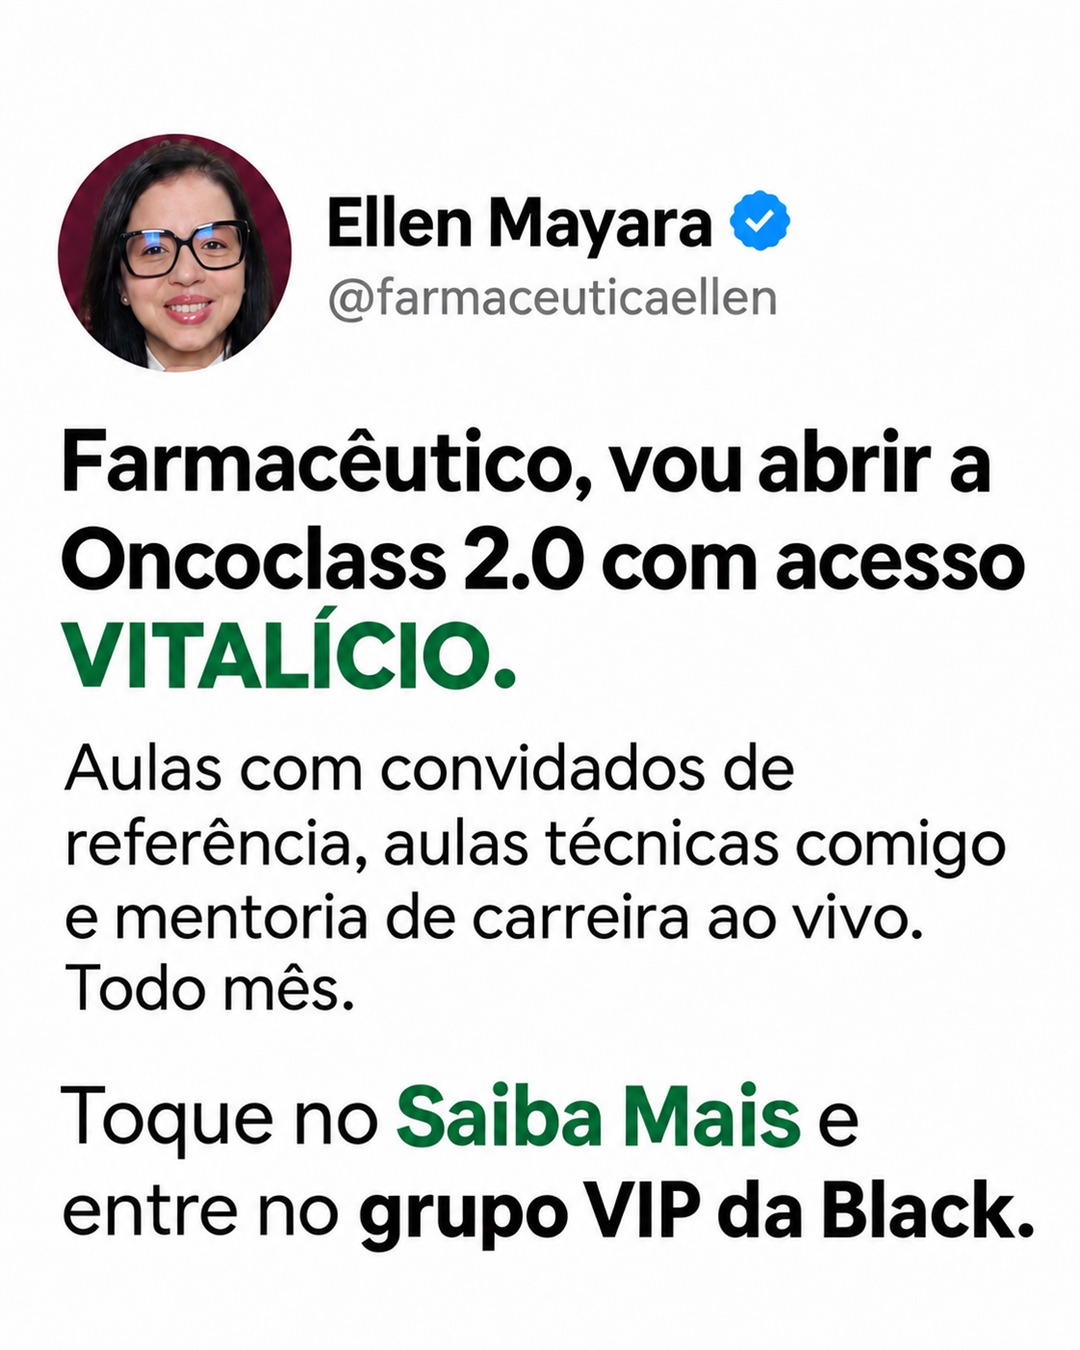 Ellen Mayara
@farmaceuticaellen
Farmacêutico, vou abrir a
Oncoclass 2.0 com acesso
VITALÍCIO.
Aulas com convidados de
referência, aulas técnicas comigo
e mentoria de carreira ao vivo.
Todo mês.
Toque no Saiba Mais e
entre no grupo VIP da Black.